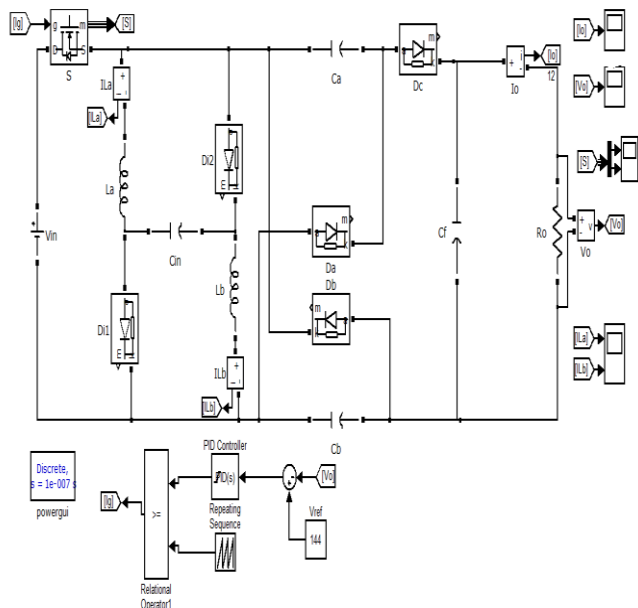 [Ig]
g m
D S
S
[S]
ILa
+
-
[ILa]
La
Di2
E
Ca
m
a k
Dc
+ i
-
Io
[Io]
12
[Io]
[Vo]
[S]
Vin
+
Cin
Di1
E
Lb
ILb
+
-
[ILb]
m
a k
Da
Db
m
k a
Cf
Ro
+
- v
Vo
[Vo]
[ILa]
[ILb]
Cb
Discrete,
s = 1e-007 s
powergui
[Ig]
>=
Relational
Operator1
PID Controller
PID(s)
Repeating
Sequence
[Vo]
Vref
144